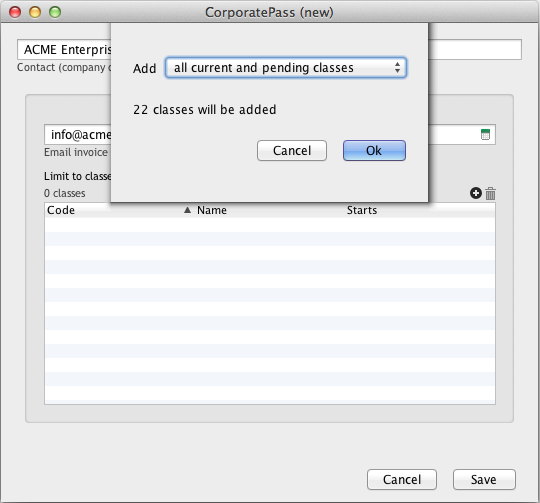 CorporatePass (new)
ACME Enterpris
Contact (company
Add all current and pending classes
22 classes will be added
Cancel Ok
info@acme
Email invoice
Limit to classe
0 classes
Code Name Starts
Cancel Save